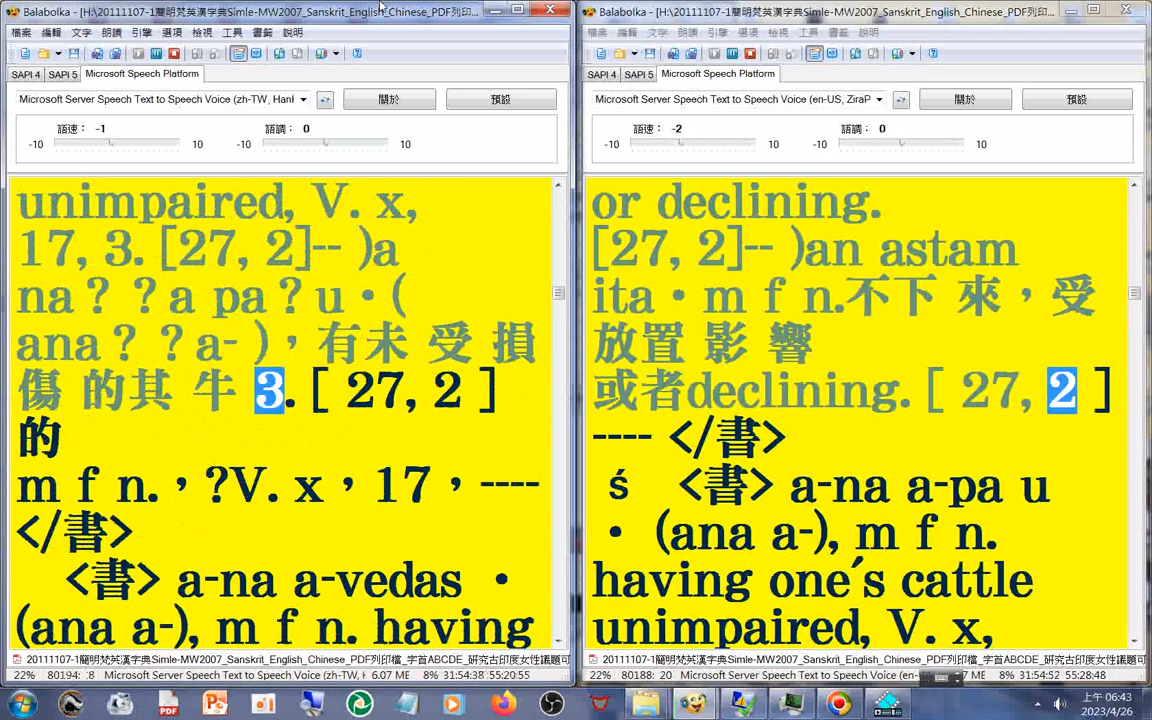 Balabolka - [H:\20111107-1簡明梵英漢字典Simle-MW2007_Sanskrit_English_Chinese_PDF列印...
檔案 編輯 文字 朗讀 引擎 選項 檢視 工具 書籤 說明
SAPI 4 SAPI 5 Microsoft Speech Platform
Microsoft Server Speech Text to Speech Voice (zh-TW, HanH 關於 預設
語速： -1 語調： 0
-10 10 -10 10
unimpaired, V. x,
17, 3. [27, 2]-- )a
na？？a pa？u•(
ana？？a- )，有未 受 損
傷 的其 牛 3. [ 27, 2 ]
的
m f n.，?V. x，17，----
</書>
<書> a-na a-vedas •
(ana a-), m f n. having
20111107-1簡明梵英漢字典Simle-MW2007_Sanskrit_English_Chinese_PDF列印檔_字首ABCDE_研究古印度女性議題可
22% 80194: :8 Microsoft Server Speech Text to Speech Voice (zh-TW, H 6.07 ME 8% 31:54:38 55:20:55
Balabolka - [H:\20111107-1簡明梵英漢字典Simle-MW2007_Sanskrit_English_Chinese_PDF列印...
檔案 編輯 文字 朗讀 引擎 選項 檢視 工具 書籤 說明
SAPI 4 SAPI 5 Microsoft Speech Platform
Microsoft Server Speech Text to Speech Voice (en-US, ZiraP 關於 預設
語速： -2 語調： 0
-10 10 -10 10
or declining.
[27, 2]-- )an astam
ita•m f n.不下 來，受
放置 影 響
或者declining. [ 27, 2 ]
---- </書>
ś <書> a-na a-pa u
• (ana a-), m f n.
having one´s cattle
unimpaired, V. x,
20111107-1簡明梵英漢字典Simle-MW2007_Sanskrit_English_Chinese_PDF列印檔_字首ABCDE_研究古印度女性議題可
22% 80188: 20 Microsoft Server Speech Text to Speech Voice ME 8% 31:54:52 55:28:48
上午 06:43
2023/4/26